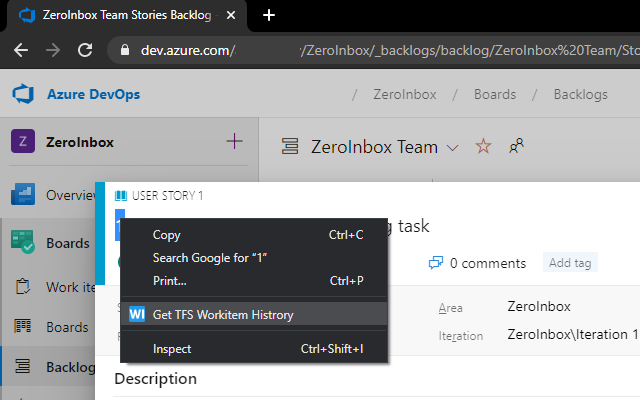 ZeroInbox Team Stories Backlog -
dev.azure.com/ /ZeroInbox/_backlogs/backlog/ZeroInbox%20Team/Sto
Azure DevOps / ZeroInbox / Boards / Backlogs
Z ZeroInbox
ZeroInbox Team
Overview
USER STORY 1
1 task
Copy Ctrl+C
Boards
Search Google for “1”
0 comments Add tag
Print... Ctrl+P
Work ite
Area ZeroInbox
WI Get TFS Workitem Histrory
Boards
Iteration ZeroInbox\Iteration 1
Inspect Ctrl+Shift+I
Backlog
Description